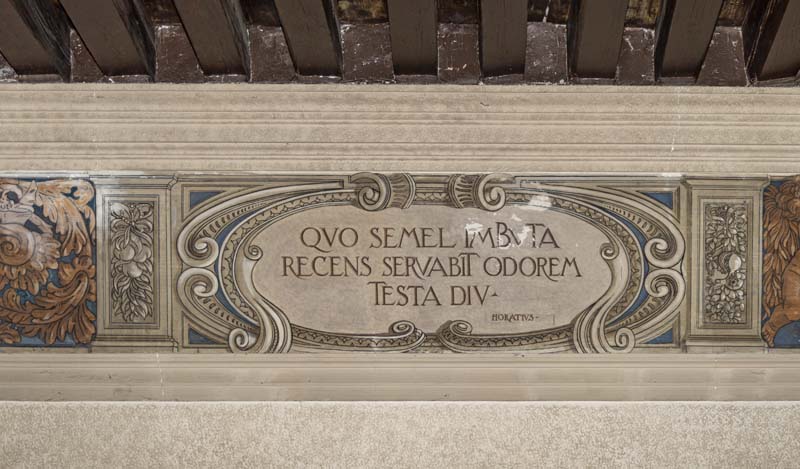 QVO SEMEL IMBVTA
RECENS SERVABIT ODOREM
TESTA DIV
HORATIVS-